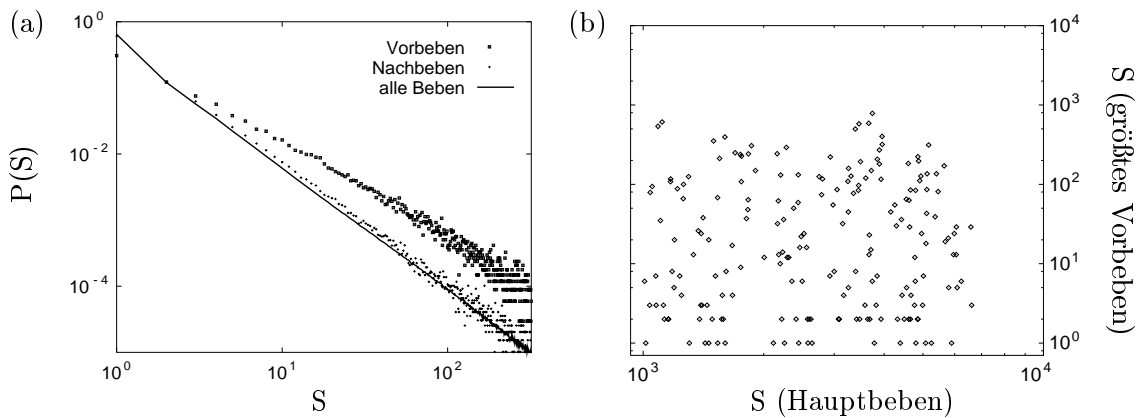 (a)
10^0
10^-2
10^-4
P(S)
Vorbeben
Nachbeben
alle Beben
10^0 10^1 10^2
S
(b)
10^4
10^3
10^2
10^1
10^0
S (größtes Vorbeben)
10^3 10^4
S (Hauptbeben)